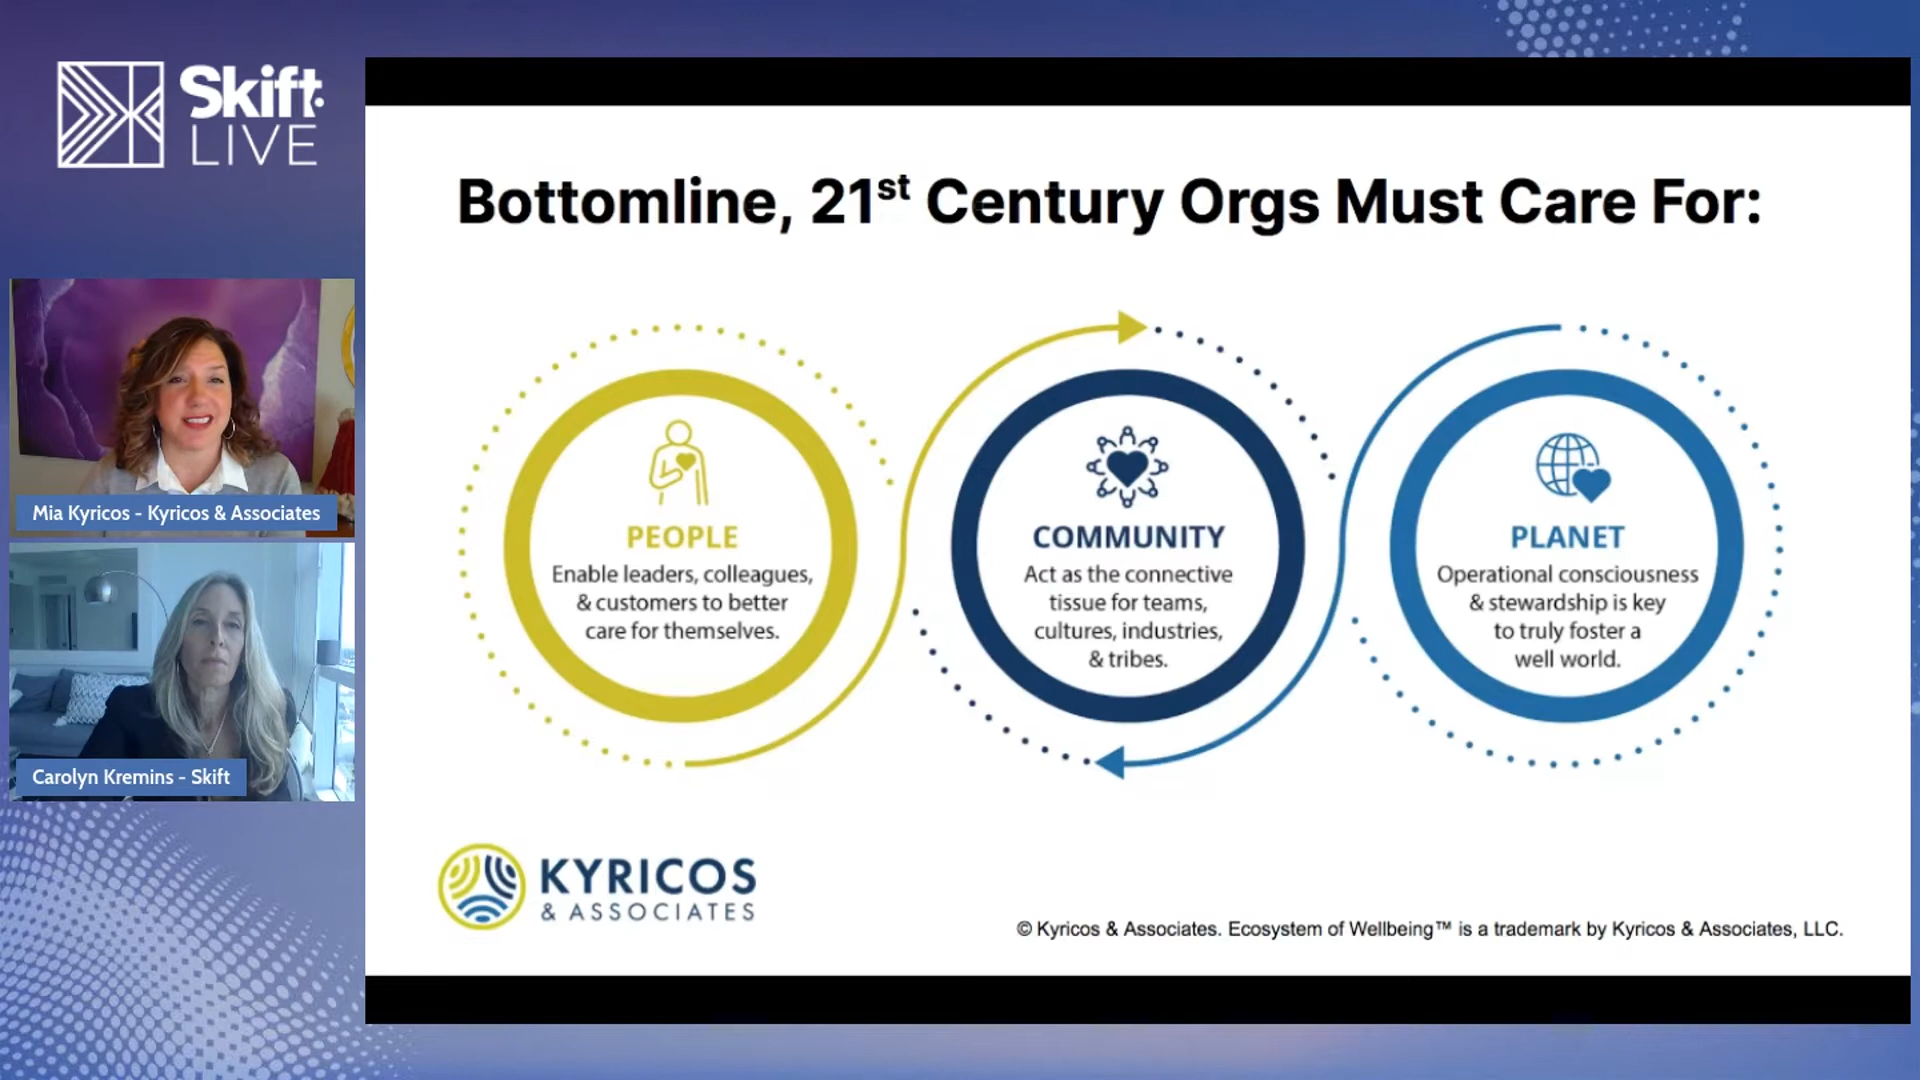 Skift
LIVE
Bottomline, 21st Century Orgs Must Care For:
PEOPLE
Enable leaders, colleagues,
& customers to better
care for themselves.
COMMUNITY
Act as the connective
tissue for teams,
cultures, industries,
& tribes.
PLANET
Operational consciousness
& stewardship is key
to truly foster a
well world.
Mia Kyricos - Kyricos & Associates
Carolyn Kremins - Skift
KYRICOS
& ASSOCIATES
© Kyricos & Associates. Ecosystem of Wellbeing™ is a trademark by Kyricos & Associates, LLC.